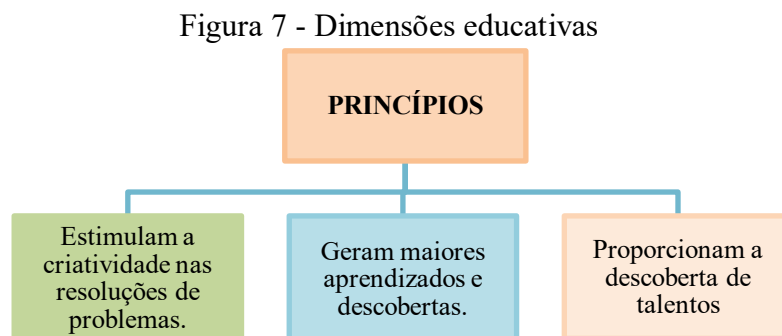 Figura 7 - Dimensões educativas
PRINCÍPIOS
Estimulam a
criatividade nas
resoluções de
problemas.
Geram maiores
aprendizados e
descobertas.
Proporcionam a
descoberta de
talentos